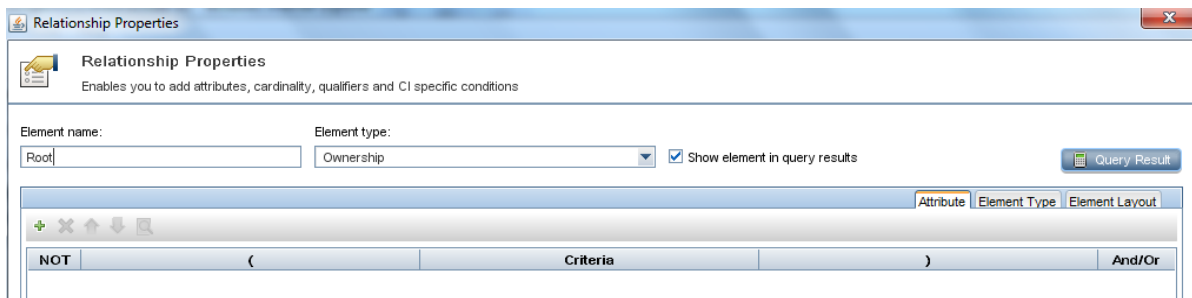 Relationship Properties
Relationship Properties
Enables you to add attributes, cardinality, qualifiers and CI specific conditions
Element name: Element type:
Root Ownership Show element in query results Query Result
Attribute Element Type Element Layout
NOT ( Criteria ) And/Or